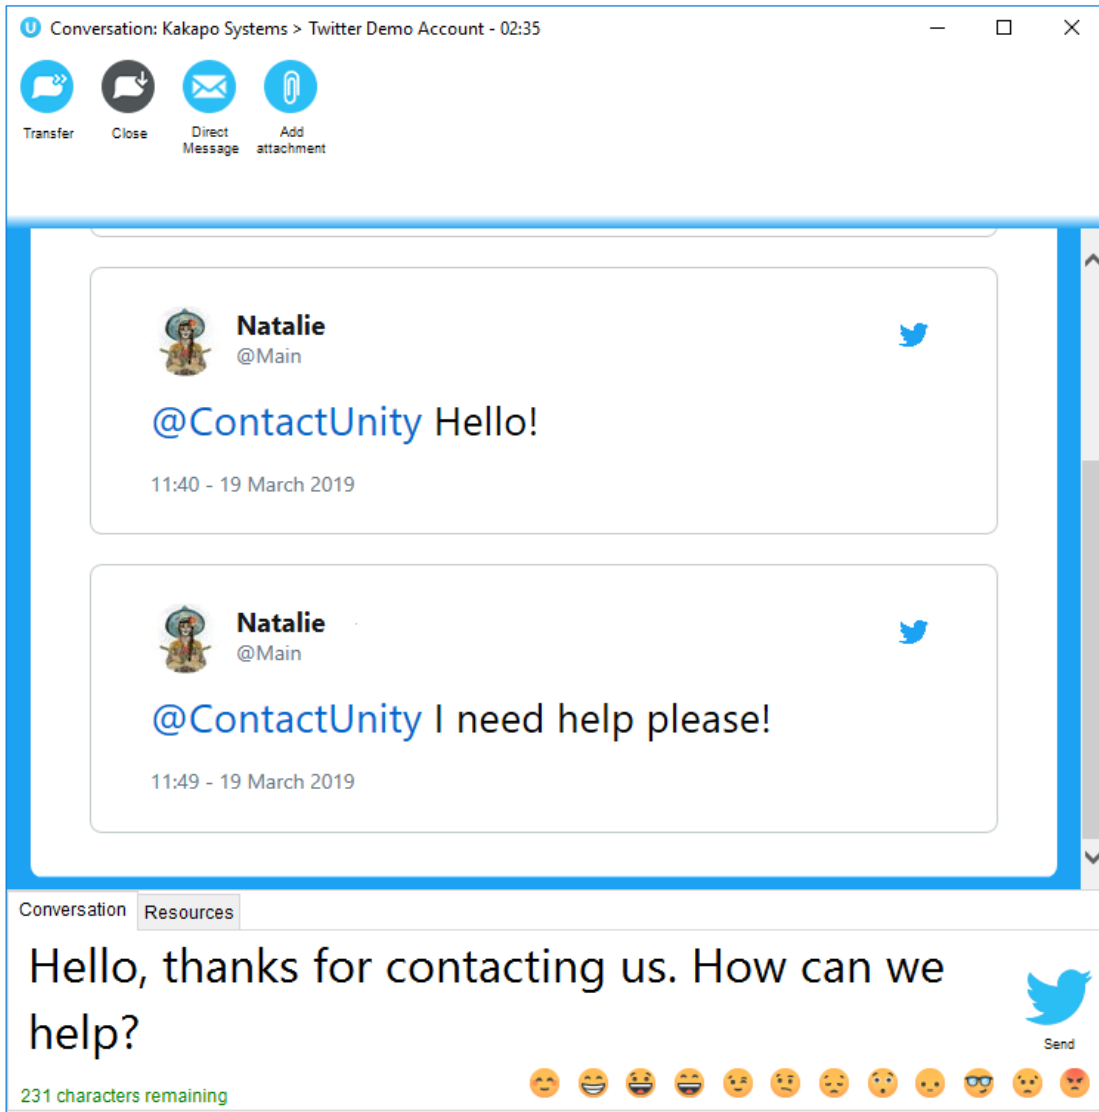 Conversation: Kakapo Systems > Twitter Demo Account - 02:35
Transfer
Close
Direct
Message
Add
attachment
Natalie
@Main
@ContactUnity Hello!
11:40 - 19 March 2019
Natalie
@Main
@ContactUnity I need help please!
11:49 - 19 March 2019
Conversation
Resources
Hello, thanks for contacting us. How can we
help?
Send
231 characters remaining